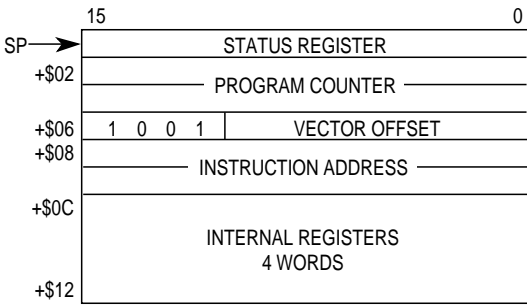 15 0
SP STATUS REGISTER
+$02 PROGRAM COUNTER
+$06 1 0 0 1 VECTOR OFFSET
+$08 INSTRUCTION ADDRESS
+$0C
INTERNAL REGISTERS
4 WORDS
+$12